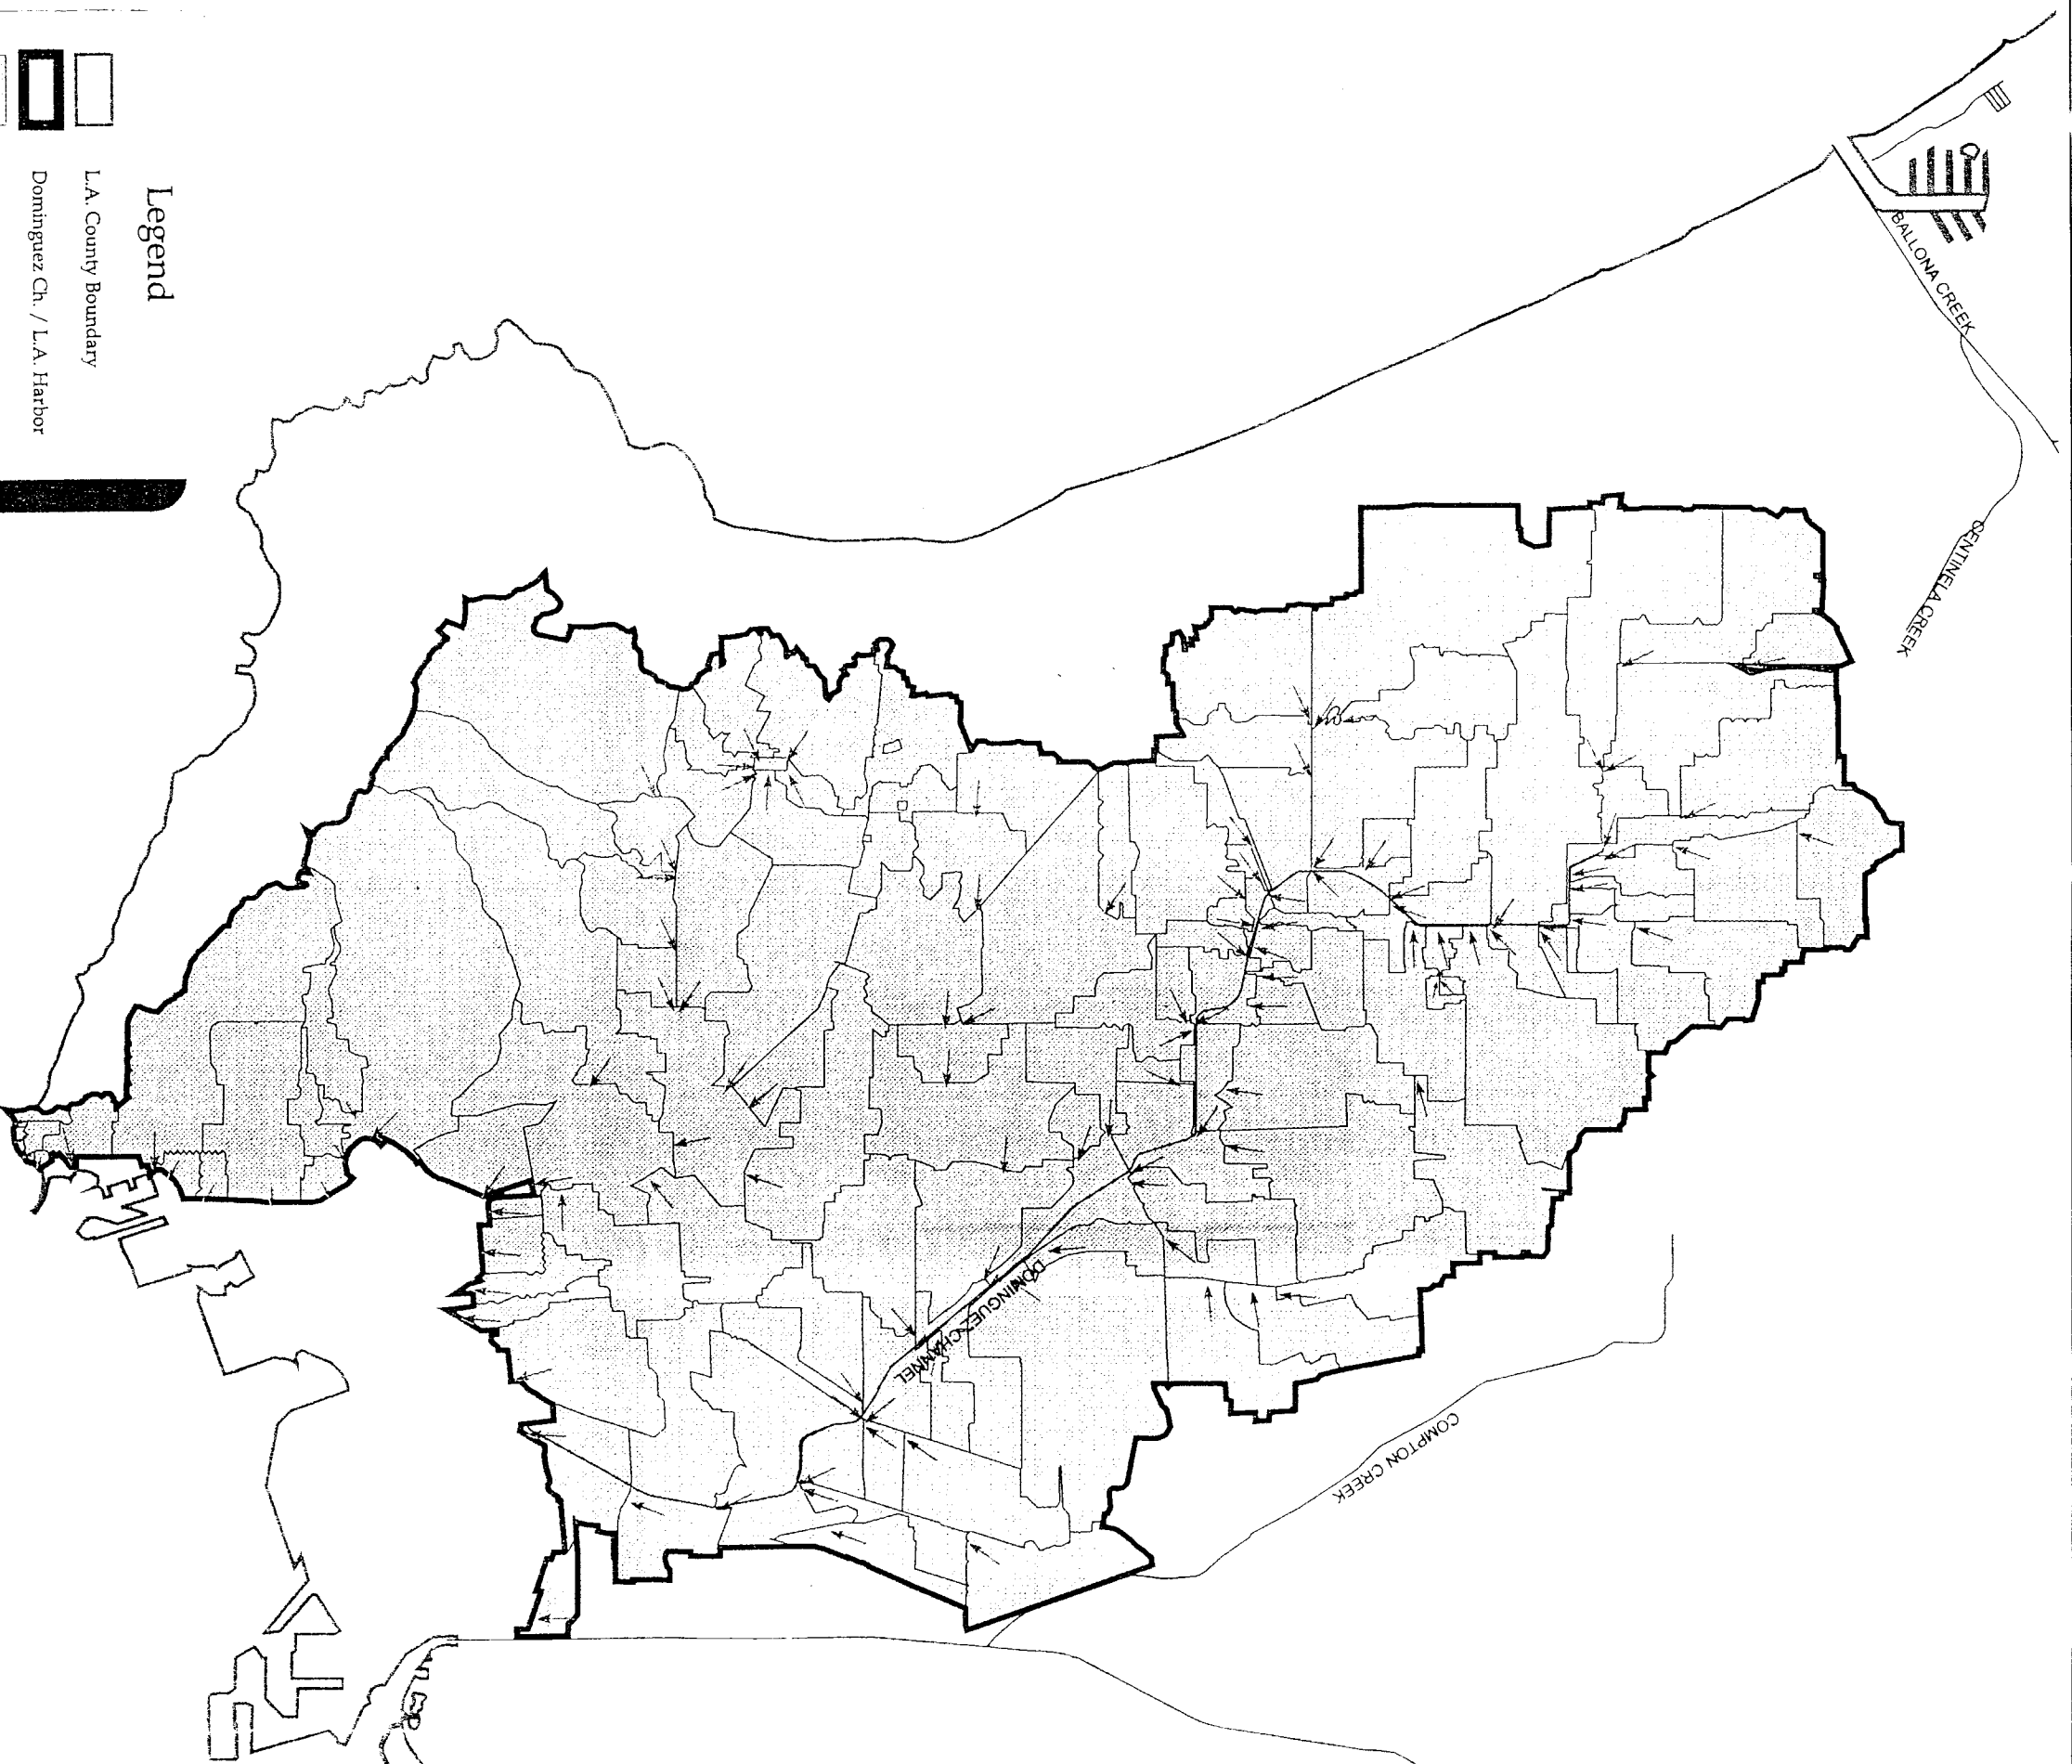 Legend
L.A. County Boundary
Dominguez Ch. / L.A. Harbor
BALLONA CREEK
CENTINELA CREEK
DOMINGUEZ CHANNEL
COMPTON CREEK